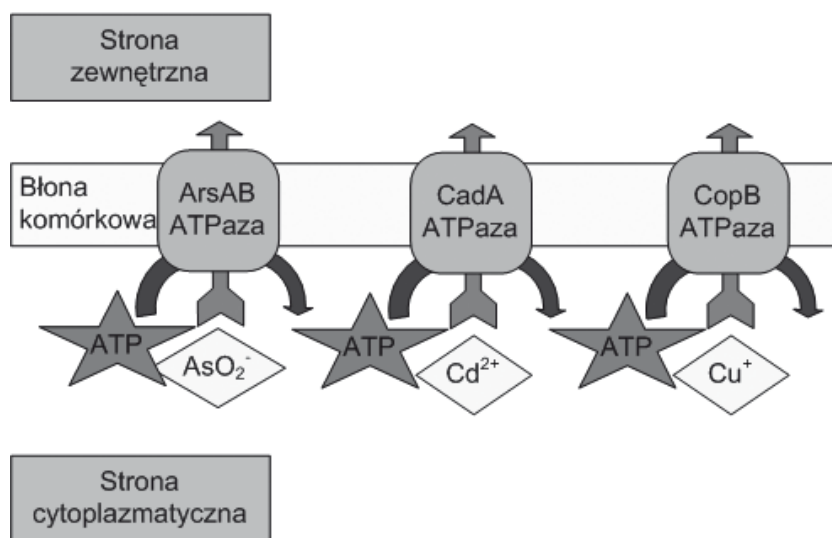 Strona
zewnętrzna
Błona
komórkowa
ArsAB
ATPaza
CadA
ATPaza
CopB
ATPaza
ATP
AsO₂⁻
ATP
Cd²⁺
ATP
Cu⁺
Strona
cytoplazmatyczna